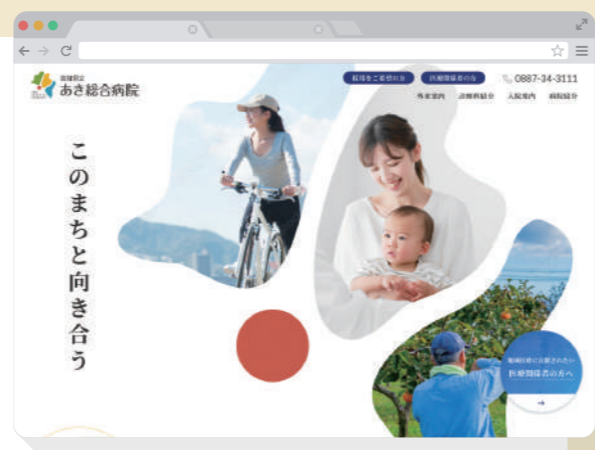 高知県立
あき総合病院
採用をご希望の方
医療関係者の方
0887-34-3111
外来案内
診療科紹介
入院案内
病院紹介
このまちと向き合う
医療関係者の方へ